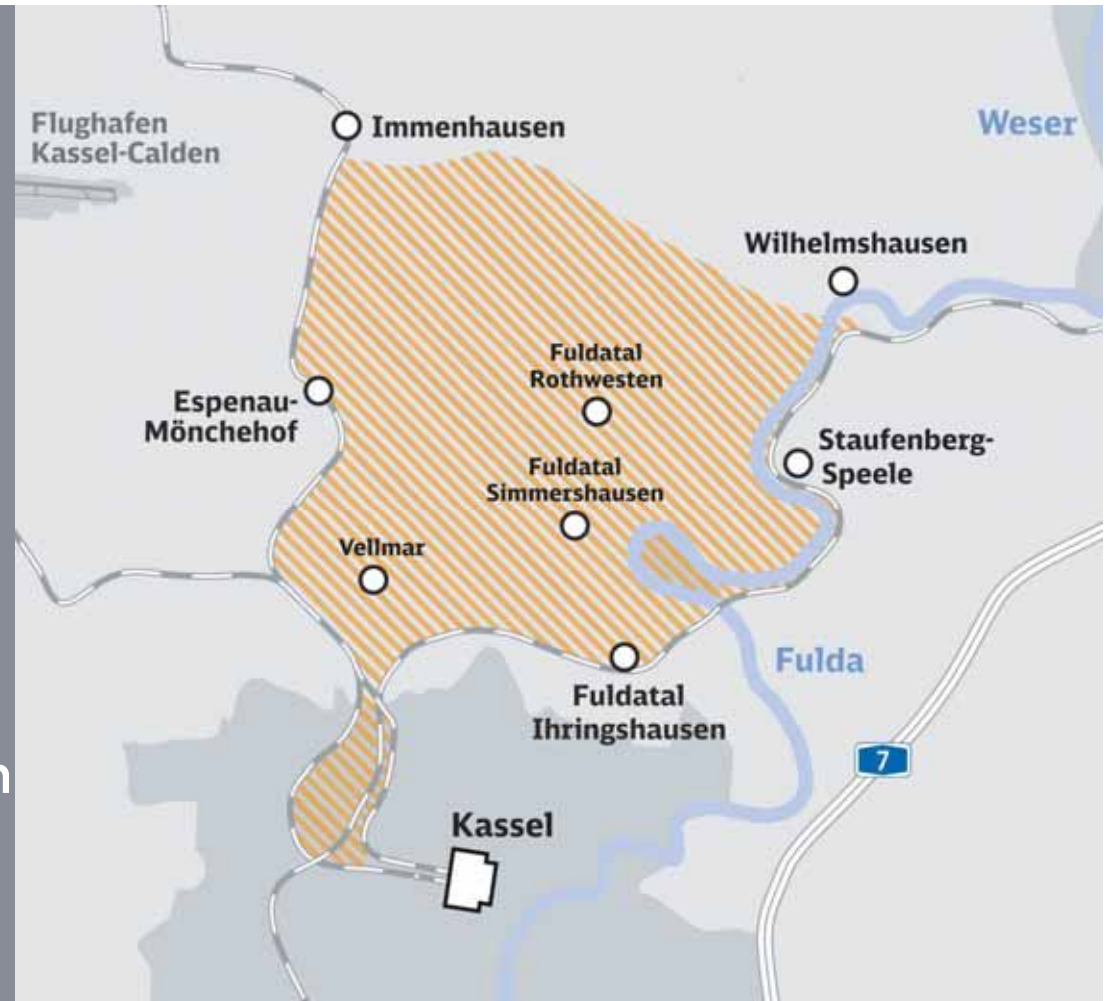 Flughafen
Kassel-Calden
Immenhausen
Weser
Wilhelmshausen
Fuldatal
Rothwesten
Espenau-
Mönchehof
Staufenberg-
Speele
Fuldatal
Simmershausen
Vellmar
Fulda
Fuldatal
Ihringshausen
7
n
Kassel